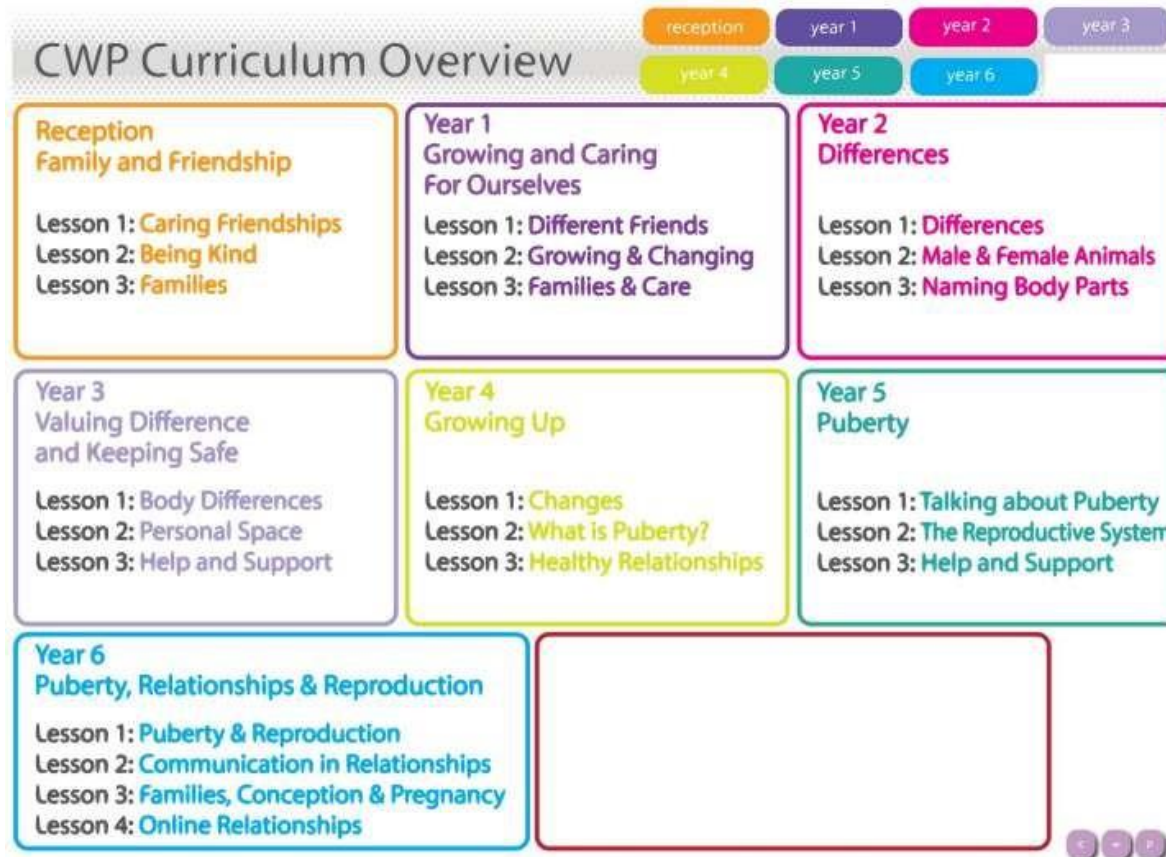 CWP Curriculum Overview
reception
year 1
year 2
year 3
year 4
year 5
year 6
Reception
Family and Friendship
Lesson 1: Caring Friendships
Lesson 2: Being Kind
Lesson 3: Families
Year 1
Growing and Caring
For Ourselves
Lesson 1: Different Friends
Lesson 2: Growing & Changing
Lesson 3: Families & Care
Year 2
Differences
Lesson 1: Differences
Lesson 2: Male & Female Animals
Lesson 3: Naming Body Parts
Year 3
Valuing Difference
and Keeping Safe
Lesson 1: Body Differences
Lesson 2: Personal Space
Lesson 3: Help and Support
Year 4
Growing Up
Lesson 1: Changes
Lesson 2: What is Puberty?
Lesson 3: Healthy Relationships
Year 5
Puberty
Lesson 1: Talking about Puberty
Lesson 2: The Reproductive System
Lesson 3: Help and Support
Year 6
Puberty, Relationships & Reproduction
Lesson 1: Puberty & Reproduction
Lesson 2: Communication in Relationships
Lesson 3: Families, Conception & Pregnancy
Lesson 4: Online Relationships